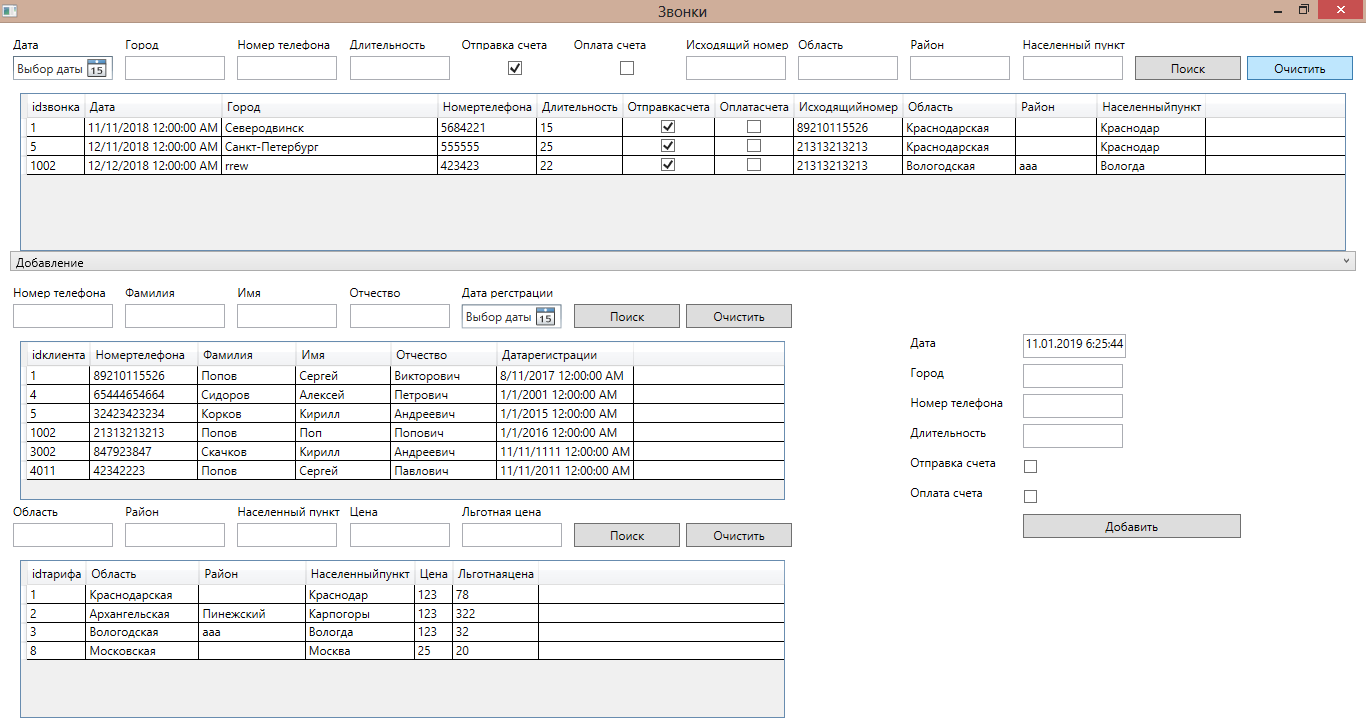 Звонки
Дата Город Номер телефона Длительность Отправка счета Оплата счета Исходящий номер Область Район Населенный пункт
Выбор даты 15 Поиск Очистить
idзвонка Дата Город Номертелефона Длительность Отправкасчета Оплатасчета Исходящийномер Область Район Населенныйпункт
1 11/11/2018 12:00:00 AM Северодвинск 5684221 15 89210115526 Краснодарская Краснодар
5 12/11/2018 12:00:00 AM Санкт-Петербург 555555 25 21313213213 Краснодарская Краснодар
1002 12/12/2018 12:00:00 AM rrew 423423 22 21313213213 Вологодская ааа Вологда
Добавление
Номер телефона Фамилия Имя Отчество Дата регстрации
Выбор даты 15 Поиск Очистить
idклиента Номертелефона Фамилия Имя Отчество Датарегистрации
1 89210115526 Попов Сергей Викторович 8/11/2017 12:00:00 AM
4 65444654664 Сидоров Алексей Петрович 1/1/2001 12:00:00 AM
5 32423423234 Корков Кирилл Андреевич 1/1/2015 12:00:00 AM
1002 21313213213 Попов Поп Попович 1/1/2016 12:00:00 AM
3002 847923847 Скачков Кирилл Андреевич 11/11/1111 12:00:00 AM
4011 42342223 Попов Сергей Павлович 11/11/2011 12:00:00 AM
Область Район Населенный пункт Цена Льготная цена
Поиск Очистить
idтарифа Область Район Населенныйпункт Цена Льготнаяцена
1 Краснодарская Краснодар 123 78
2 Архангельская Пинежский Карпогоры 123 322
3 Вологодская ааа Вологда 123 32
8 Московская Москва 25 20
Дата 11.01.2019 6:25:44
Город
Номер телефона
Длительность
Отправка счета
Оплата счета
Добавить